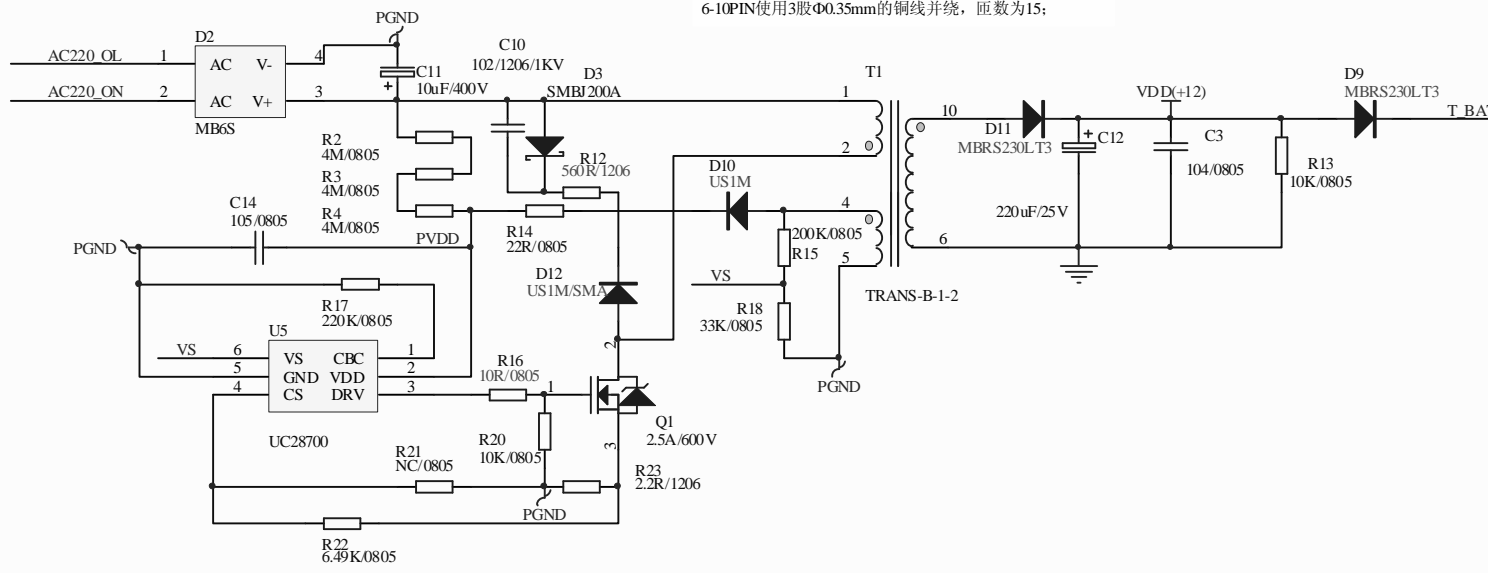 6-10PIN使用3股Φ0.35mm的铜线并绕，匝数为15；
PGND
D2
AC220_OL
1
AC
V-
4
AC220_ON
2
AC
V+
3
MB6S
C11
10uF/400V
+
C10
102/1206/1KV
D3
SMBJ200A
T1
1
2
4
5
10
6
TRANS-B-1-2
D11
MBRS230LT3
+
C12
220uF/25V
VDD(+12)
C3
104/0805
R13
10K/0805
D9
MBRS230LT3
T_BAT
R2
4M/0805
R3
4M/0805
R4
4M/0805
R12
560R/1206
D10
US1M
C14
105/0805
PGND
PVDD
R14
22R/0805
200K/0805
R15
VS
R18
33K/0805
PGND
D12
US1M/SMA
R17
220K/0805
U5
VS
6
VS
CBC
1
5
GND
VDD
2
4
CS
DRV
3
UC28700
R16
10R/0805
1
2
3
Q1
2.5A/600V
R20
10K/0805
R21
NC/0805
R23
2.2R/1206
PGND
R22
6.49K/0805